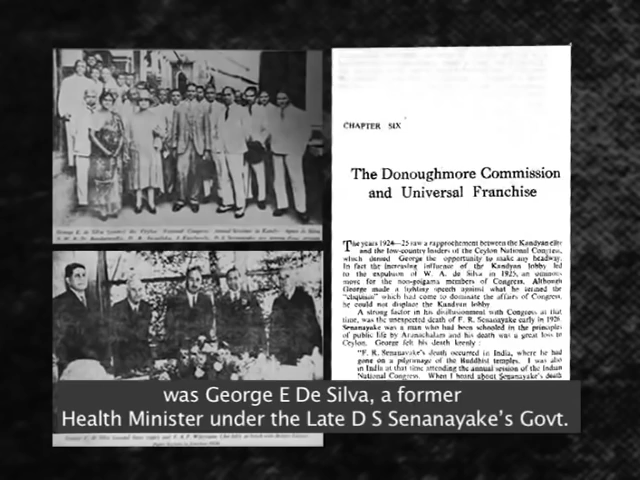 George E. de Silva
CHAPTER SIX
The Donoughmore Commission
and Universal Franchise
The years 1924—25 saw a rapprochement between the Kandyan elite
and the low-country leaders of the Ceylon National Congress,
which denied George the opportunity to make any headway.
In fact the increasing influence of the Kandyan lobby led
to the expulsion of W. A. de Silva in 1925, an ominous
move for the non-goigama members of Congress. Although
George made a fighting speech against what he termed the
which had come to dominate the affairs of Congress,
he could not displace the Kandyan lobby
A strong factor in his disillusionment with Congress at that
time, was the unexpected death of F. R. Senanayake early in 1926
Senanayake was a man who had been schooled in the principles
of public life by Arunachalam and his death was a great loss to
Ceylon. George felt his death keenly :
"F. R. Senanayake's death occurred in India, where he had
gone on a pilgrimage of the Buddhist temples. I was also
in India at that time attending the annual session of the Indian
National Congress. When I heard about Senanayake's death
was George E De Silva, a former
Health Minister under the Late D S Senanayake's Govt.